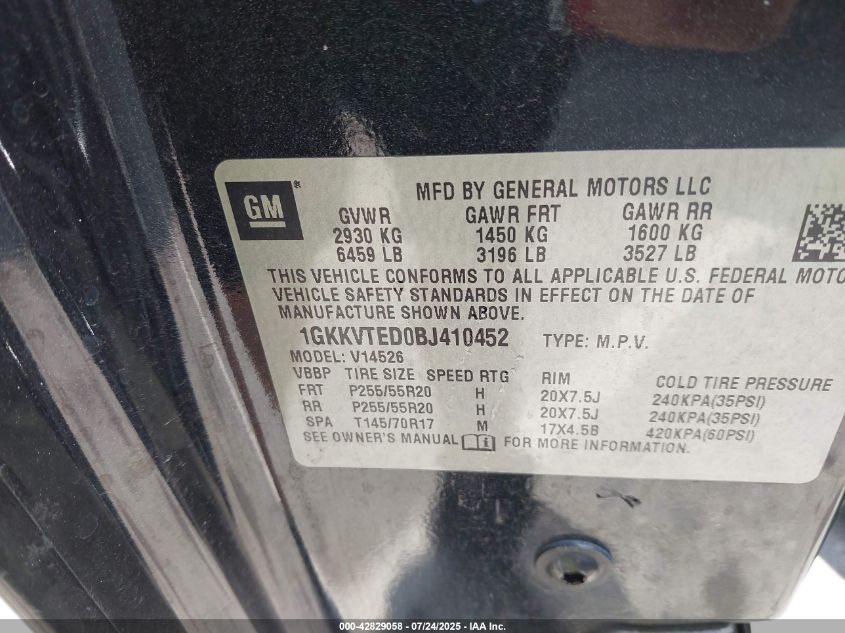 GM
MFD BY GENERAL MOTORS LLC
GVWR GAWR FRT GAWR RR
2930 KG 1450 KG 1600 KG
6459 LB 3196 LB 3527 LB
THIS VEHICLE CONFORMS TO ALL APPLICABLE U.S. FEDERAL MOTO
VEHICLE SAFETY STANDARDS IN EFFECT ON THE DATE OF
MANUFACTURE SHOWN ABOVE.
1GKKVTED0BJ410452 TYPE: M.P.V.
MODEL: V14526
VBBP TIRE SIZE SPEED RTG RIM COLD TIRE PRESSURE
FRT P255/55R20 H 20X7.5J 240KPA(35PSI)
RR P255/55R20 H 20X7.5J 240KPA(35PSI)
SPA T145/70R17 M 17X4.5B 420KPA(60PSI)
SEE OWNER'S MANUAL FOR MORE INFORMATION.
000-42829058 - 07/24/2025 - IAA Inc.